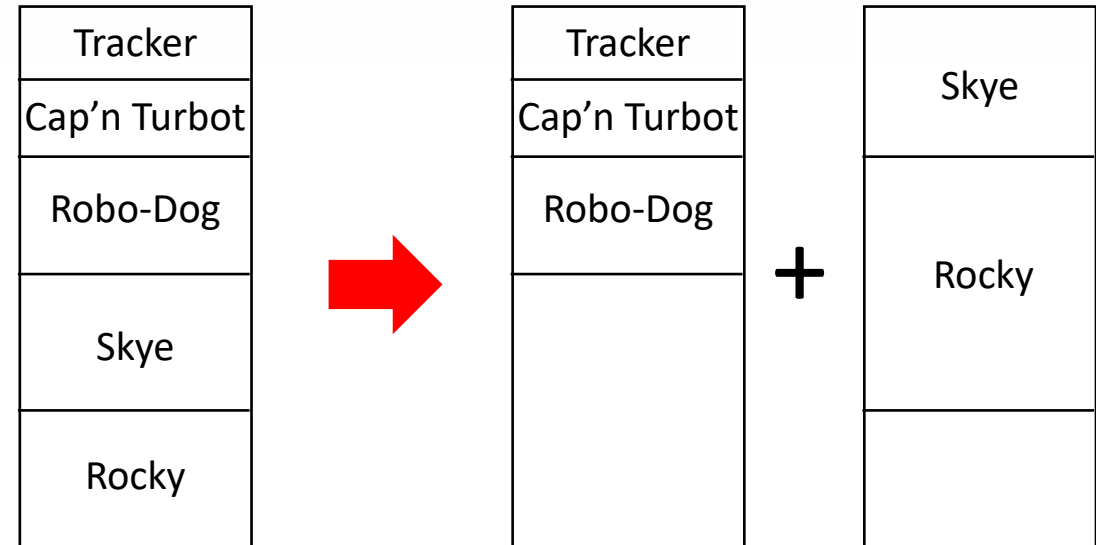 Tracker
Cap’n Turbot
Robo-Dog
Skye
Rocky
Tracker
Cap’n Turbot
Robo-Dog
+
Skye
Rocky